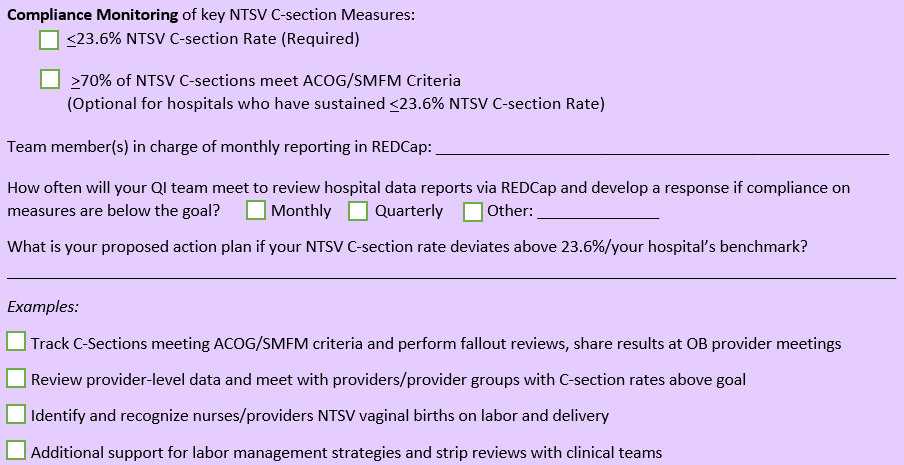 Compliance Monitoring of key NTSV C-section Measures:
≤23.6% NTSV C-section Rate (Required)
≥70% of NTSV C-sections meet ACOG/SMFM Criteria
(Optional for hospitals who have sustained ≤23.6% NTSV C-section Rate)
Team member(s) in charge of monthly reporting in REDCap: ___
How often will your QI team meet to review hospital data reports via REDCap and develop a response if compliance on
measures are below the goal? Monthly Quarterly Other: ___
What is your proposed action plan if your NTSV C-section rate deviates above 23.6%/your hospital's benchmark?
Examples:
Track C-Sections meeting ACOG/SMFM criteria and perform fallout reviews, share results at OB provider meetings
Review provider-level data and meet with providers/provider groups with C-section rates above goal
Identify and recognize nurses/providers NTSV vaginal births on labor and delivery
Additional support for labor management strategies and strip reviews with clinical teams